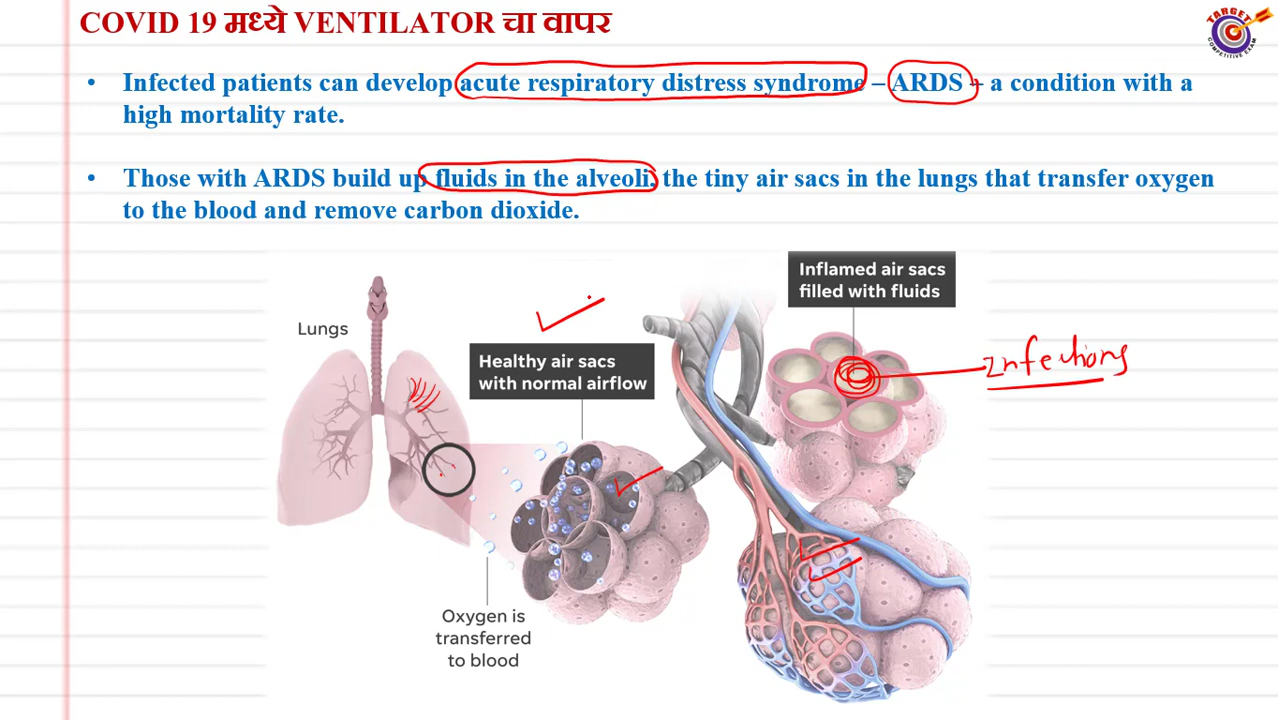 COVID 19 मध्ये VENTILATOR चा वापर
TARGET
COMPETITIVE EXAM
• Infected patients can develop acute respiratory distress syndrome – ARDS – a condition with a
high mortality rate.
• Those with ARDS build up fluids in the alveoli, the tiny air sacs in the lungs that transfer oxygen
to the blood and remove carbon dioxide.
Inflamed air sacs
filled with fluids
Lungs
Healthy air sacs
with normal airflow
Infections
Oxygen is
transferred
to blood